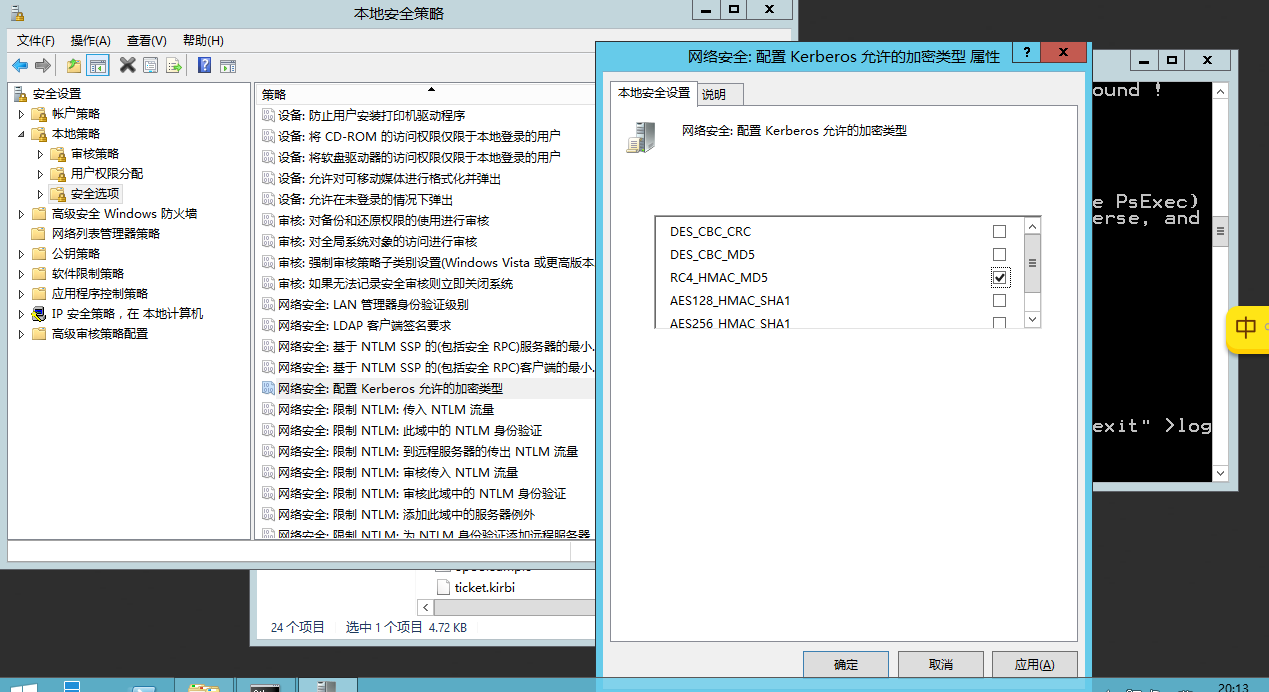 本地安全策略
文件(F) 操作(A) 查看(V) 帮助(H)
安全设置
帐户策略
本地策略
审核策略
用户权限分配
安全选项
高级安全 Windows 防火墙
网络列表管理器策略
公钥策略
软件限制策略
应用程序控制策略
IP 安全策略，在 本地计算机
高级审核策略配置
策略
设备: 防止用户安装打印机驱动程序
设备: 将 CD-ROM 的访问权限仅限于本地登录的用户
设备: 将软盘驱动器的访问权限仅限于本地登录的用户
设备: 允许对可移动媒体进行格式化并弹出
设备: 允许在未登录的情况下弹出
审核: 对备份和还原权限的使用进行审核
审核: 对全局系统对象的访问进行审核
审核: 强制审核策略子类别设置(Windows Vista 或更高版本
审核: 如果无法记录安全审核则立即关闭系统
网络安全: LAN 管理器身份验证级别
网络安全: LDAP 客户端签名要求
网络安全: 基于 NTLM SSP 的(包括安全 RPC)服务器的最小
网络安全: 基于 NTLM SSP 的(包括安全 RPC)客户端的最小
网络安全: 配置 Kerberos 允许的加密类型
网络安全: 限制 NTLM: 传入 NTLM 流量
网络安全: 限制 NTLM: 此域中的 NTLM 身份验证
网络安全: 限制 NTLM: 到远程服务器的传出 NTLM 流量
网络安全: 限制 NTLM: 审核传入 NTLM 流量
网络安全: 限制 NTLM: 审核此域中的 NTLM 身份验证
网络安全: 限制 NTLM: 添加此域中的服务器例外
网络安全: 限制 NTLM: 为 NTLM 身份验证添加远程服务器
网络安全: 配置 Kerberos 允许的加密类型 属性
?
本地安全设置 说明
网络安全: 配置 Kerberos 允许的加密类型
DES_CBC_CRC
DES_CBC_MD5
RC4_HMAC_MD5
AES128_HMAC_SHA1
AES256_HMAC_SHA1
确定 取消 应用(A)
ound !
e PsExec)
erse, and
exit" >log
中
ticket.kirbi
24 个项目 选中 1 个项目 4.72 KB
20:13